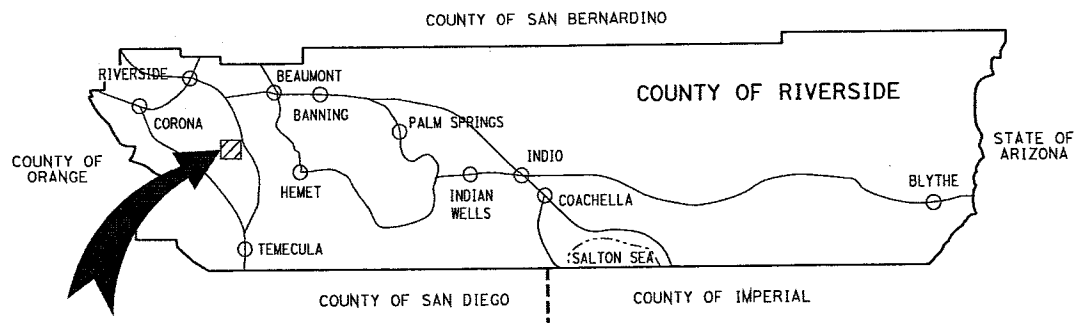 COUNTY OF SAN BERNARDINO
RIVERSIDE
BEAUMONT
COUNTY OF RIVERSIDE
CORONA
BANNING
PALM SPRINGS
STATE OF
ARIZONA
COUNTY OF
ORANGE
INDIO
HEMET
INDIAN
WELLS
COACHELLA
BLYTHE
TEMECULA
SALTON SEA
COUNTY OF SAN DIEGO
COUNTY OF IMPERIAL